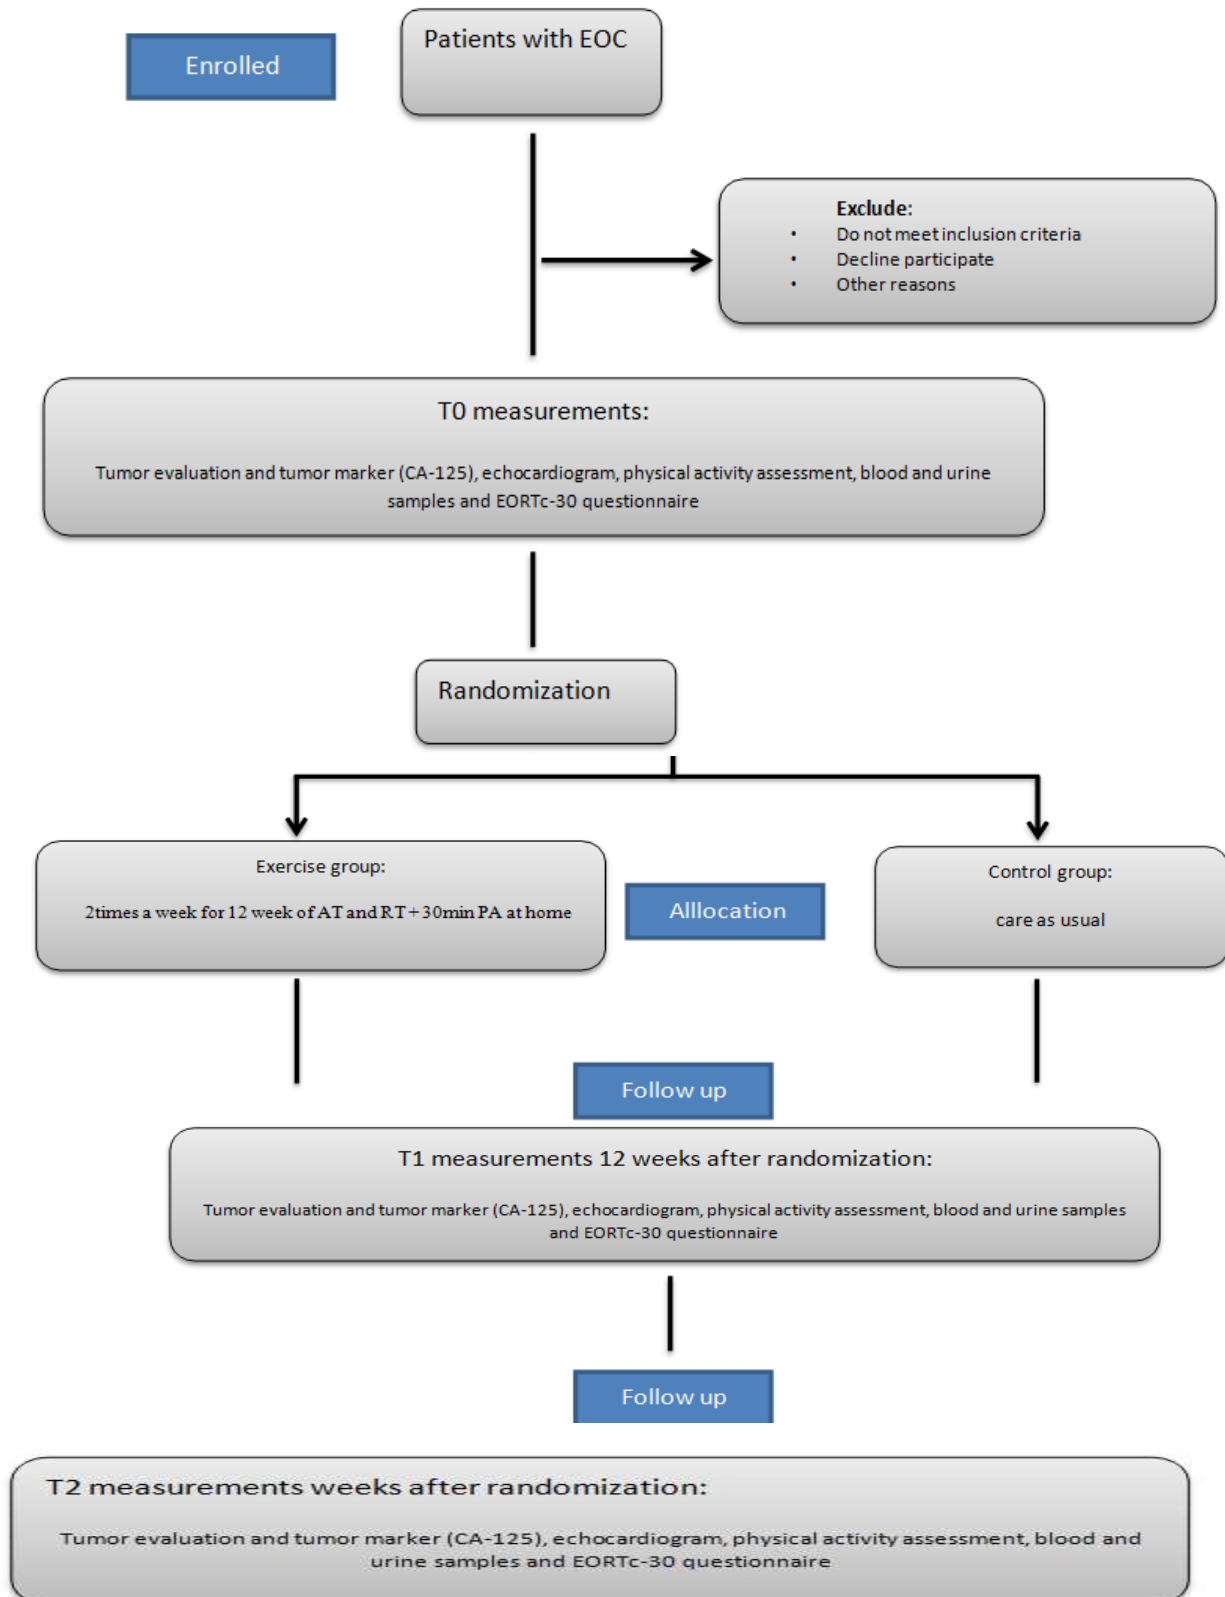 Patients with EOC
Enrolled
Exclude:
• Do not meet inclusion criteria
• Decline participate
• Other reasons
T0 measurements:
Tumor evaluation and tumor marker (CA-125), echocardiogram, physical activity assessment, blood and urine
samples and EORTc-30 questionnaire
Randomization
Exercise group:
2times a week for 12 week of AT and RT + 30min PA at home
Alllocation
Control group:
care as usual
Follow up
T1 measurements 12 weeks after randomization:
Tumor evaluation and tumor marker (CA-125), echocardiogram, physical activity assessment, blood and urine samples
and EORTc-30 questionnaire
Follow up
T2 measurements weeks after randomization:
Tumor evaluation and tumor marker (CA-125), echocardiogram, physical activity assessment, blood and
urine samples and EORTc-30 questionnaire